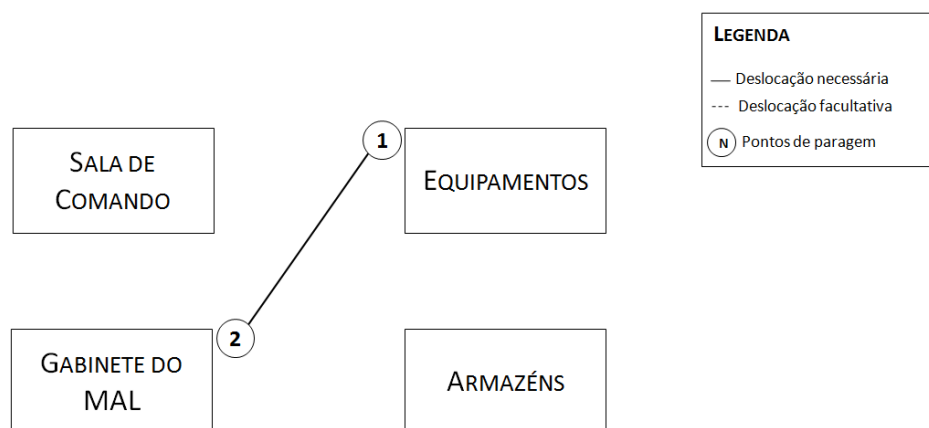 LEGENDA
Deslocação necessária
Deslocação facultativa
N Pontos de paragem
1
SALA DE
COMANDO
EQUIPAMENTOS
2
GABINETE DO
MAL
ARMAZÉNS